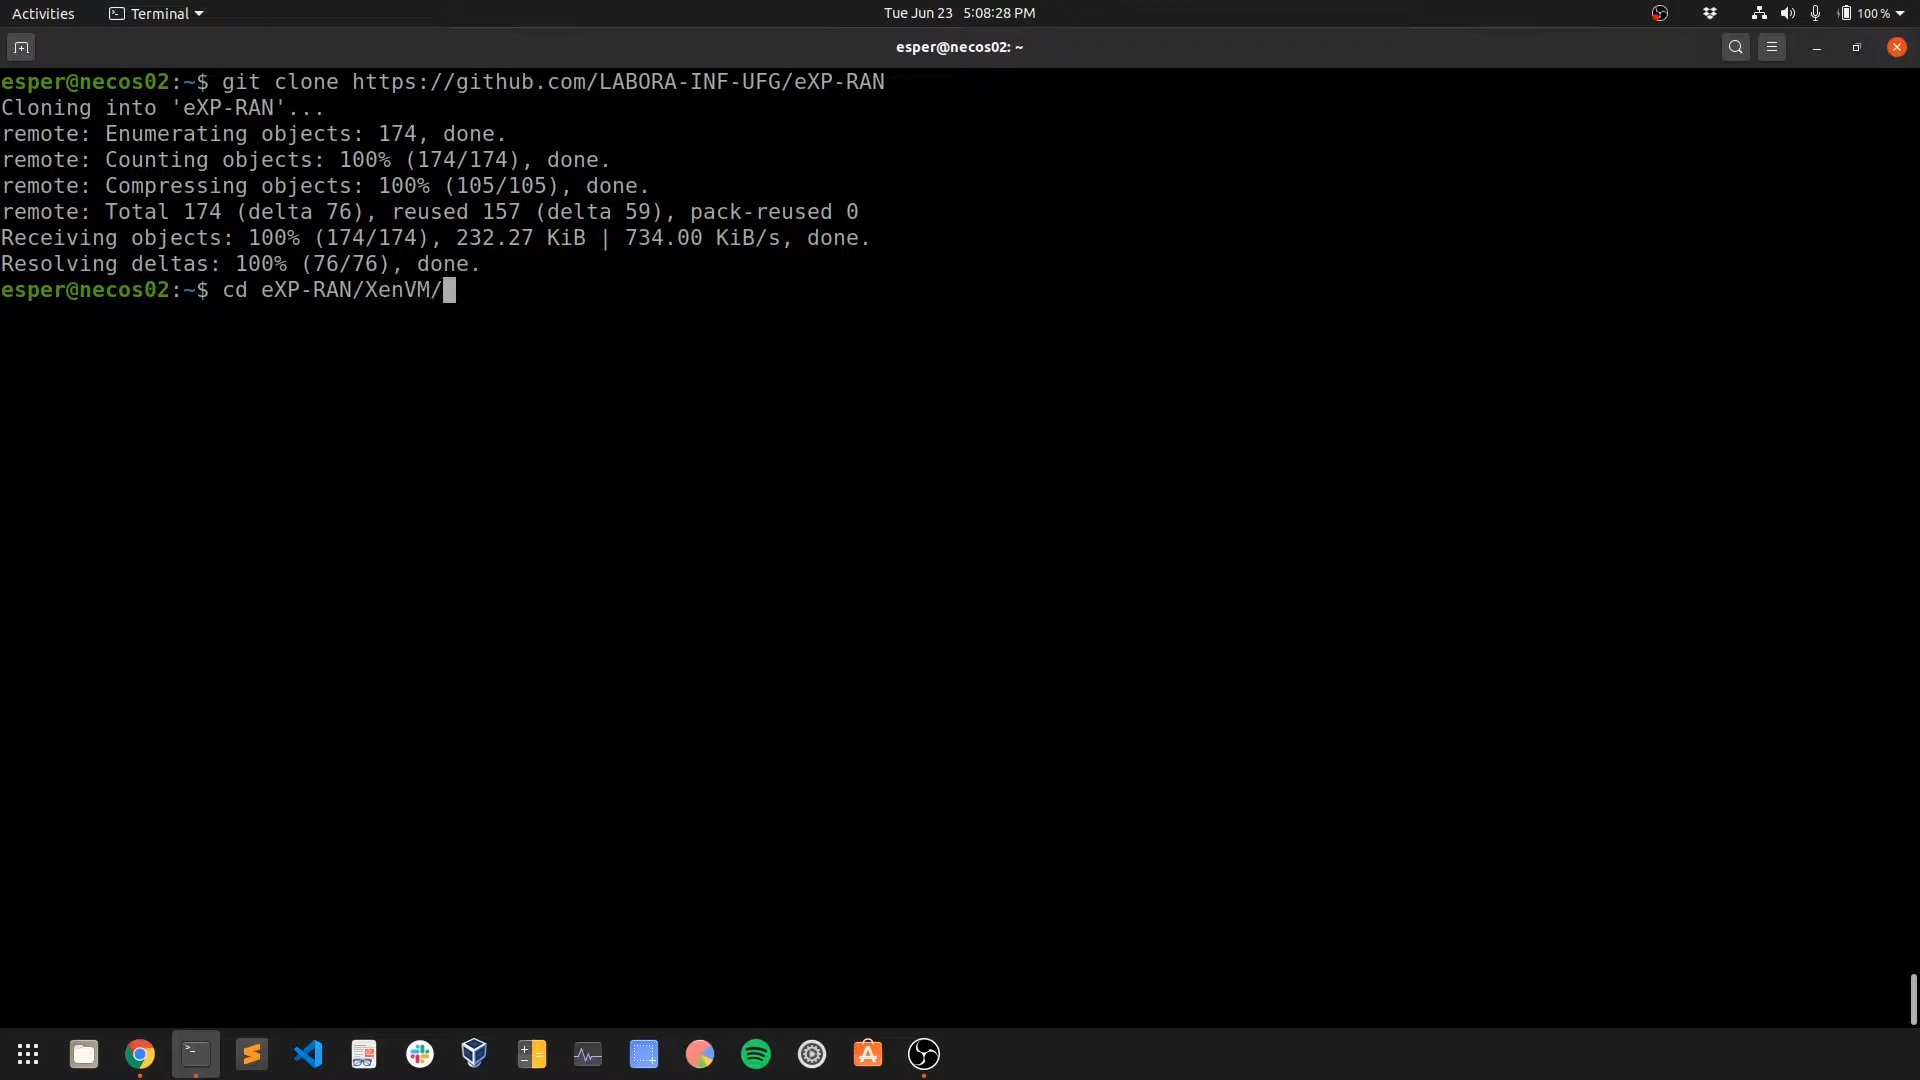 Activities
Terminal
Tue Jun 23 5:08:28 PM
100 %
esper@necos02: ~
esper@necos02:~$ git clone https://github.com/LABORA-INF-UFG/eXP-RAN
Cloning into 'eXP-RAN'...
remote: Enumerating objects: 174, done.
remote: Counting objects: 100% (174/174), done.
remote: Compressing objects: 100% (105/105), done.
remote: Total 174 (delta 76), reused 157 (delta 59), pack-reused 0
Receiving objects: 100% (174/174), 232.27 KiB | 734.00 KiB/s, done.
Resolving deltas: 100% (76/76), done.
esper@necos02:~$ cd eXP-RAN/XenVM/